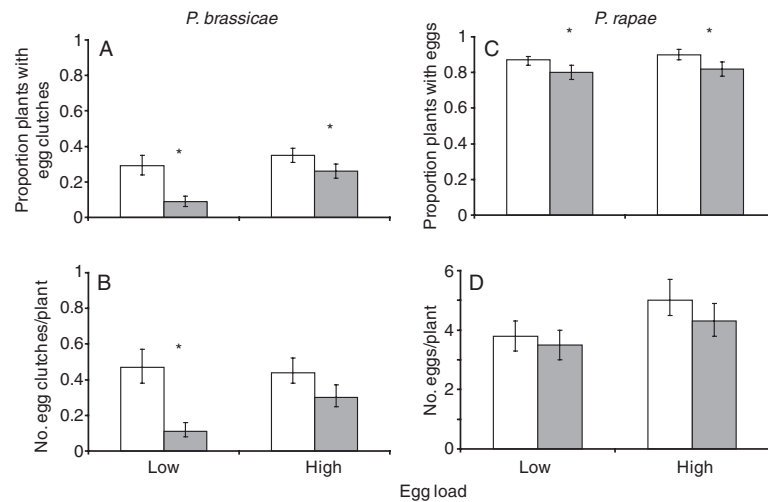 P. brassicae
A
Proportion plants with
egg clutches
1
0.8
0.6
0.4
0.2
0
*
*
P. rapae
C
Proportion plants with eggs
1
0.8
0.6
0.4
0.2
0
*
*
B
No. egg clutches/plant
1
0.8
0.6
0.4
0.2
0
*
Low
High
D
No. eggs/plant
6
4
2
0
Low
High
Egg load